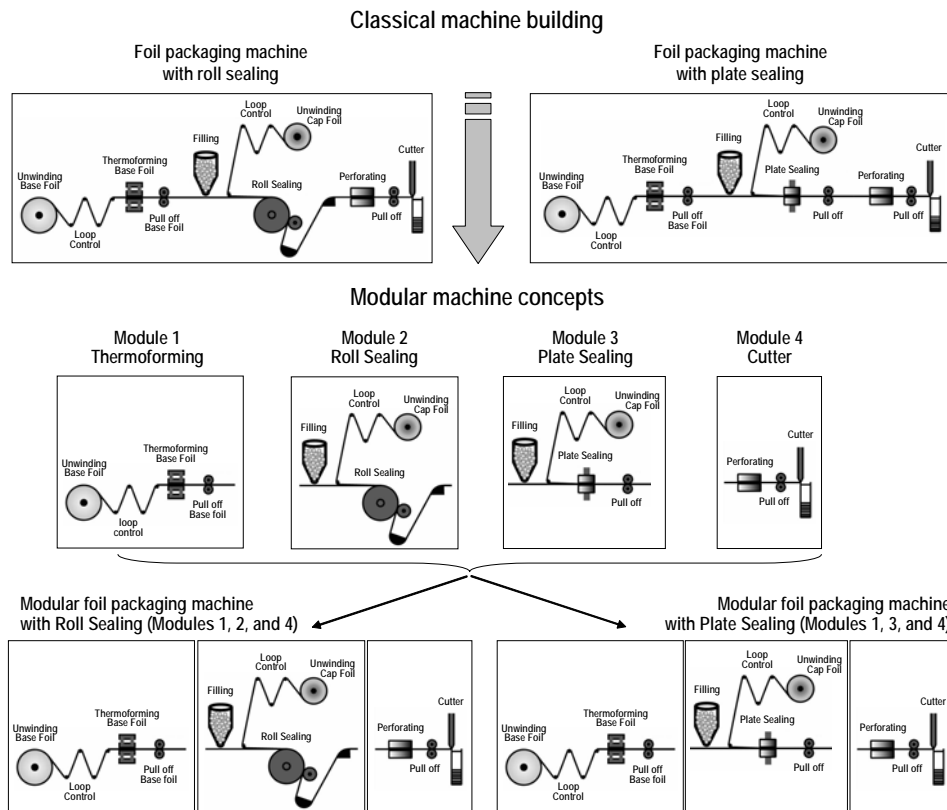 Classical machine building
Foil packaging machine
with roll sealing
Loop
Control
Unwinding
Cap Foil
Filling
Cutter
Thermoforming
Base Foil
Unwinding
Base Foil
Roll Sealing
Perforating
Loop
Control
Pull off
Base Foil
Pull off
Foil packaging machine
with plate sealing
Loop
Control
Unwinding
Cap Foil
Filling
Cutter
Thermoforming
Base Foil
Plate Sealing
Unwinding
Base Foil
Perforating
Loop
Control
Pull off
Base Foil
Pull off
Pull off
Modular machine concepts
Module 1
Thermoforming
Thermoforming
Base Foil
Unwinding
Base Foil
loop
control
Pull off
Base foil
Module 2
Roll Sealing
Loop
Control
Unwinding
Cap Foil
Filling
Roll Sealing
Module 3
Plate Sealing
Loop
Control
Unwinding
Cap Foil
Filling
Plate Sealing
Pull off
Module 4
Cutter
Cutter
Perforating
Pull off
Modular foil packaging machine
with Roll Sealing (Modules 1, 2, and 4)
Thermoforming
Base Foil
Unwinding
Base Foil
Loop
Control
Pull off
Base foil
Loop
Control
Unwinding
Cap Foil
Filling
Roll Sealing
Cutter
Perforating
Pull off
Modular foil packaging machine
with Plate Sealing (Modules 1, 3, and 4)
Thermoforming
Base Foil
Unwinding
Base Foil
Loop
Control
Pull off
Base Foil
Loop
Control
Unwinding
Cap Foil
Filling
Plate Sealing
Pull off
Cutter
Perforating
Pull off